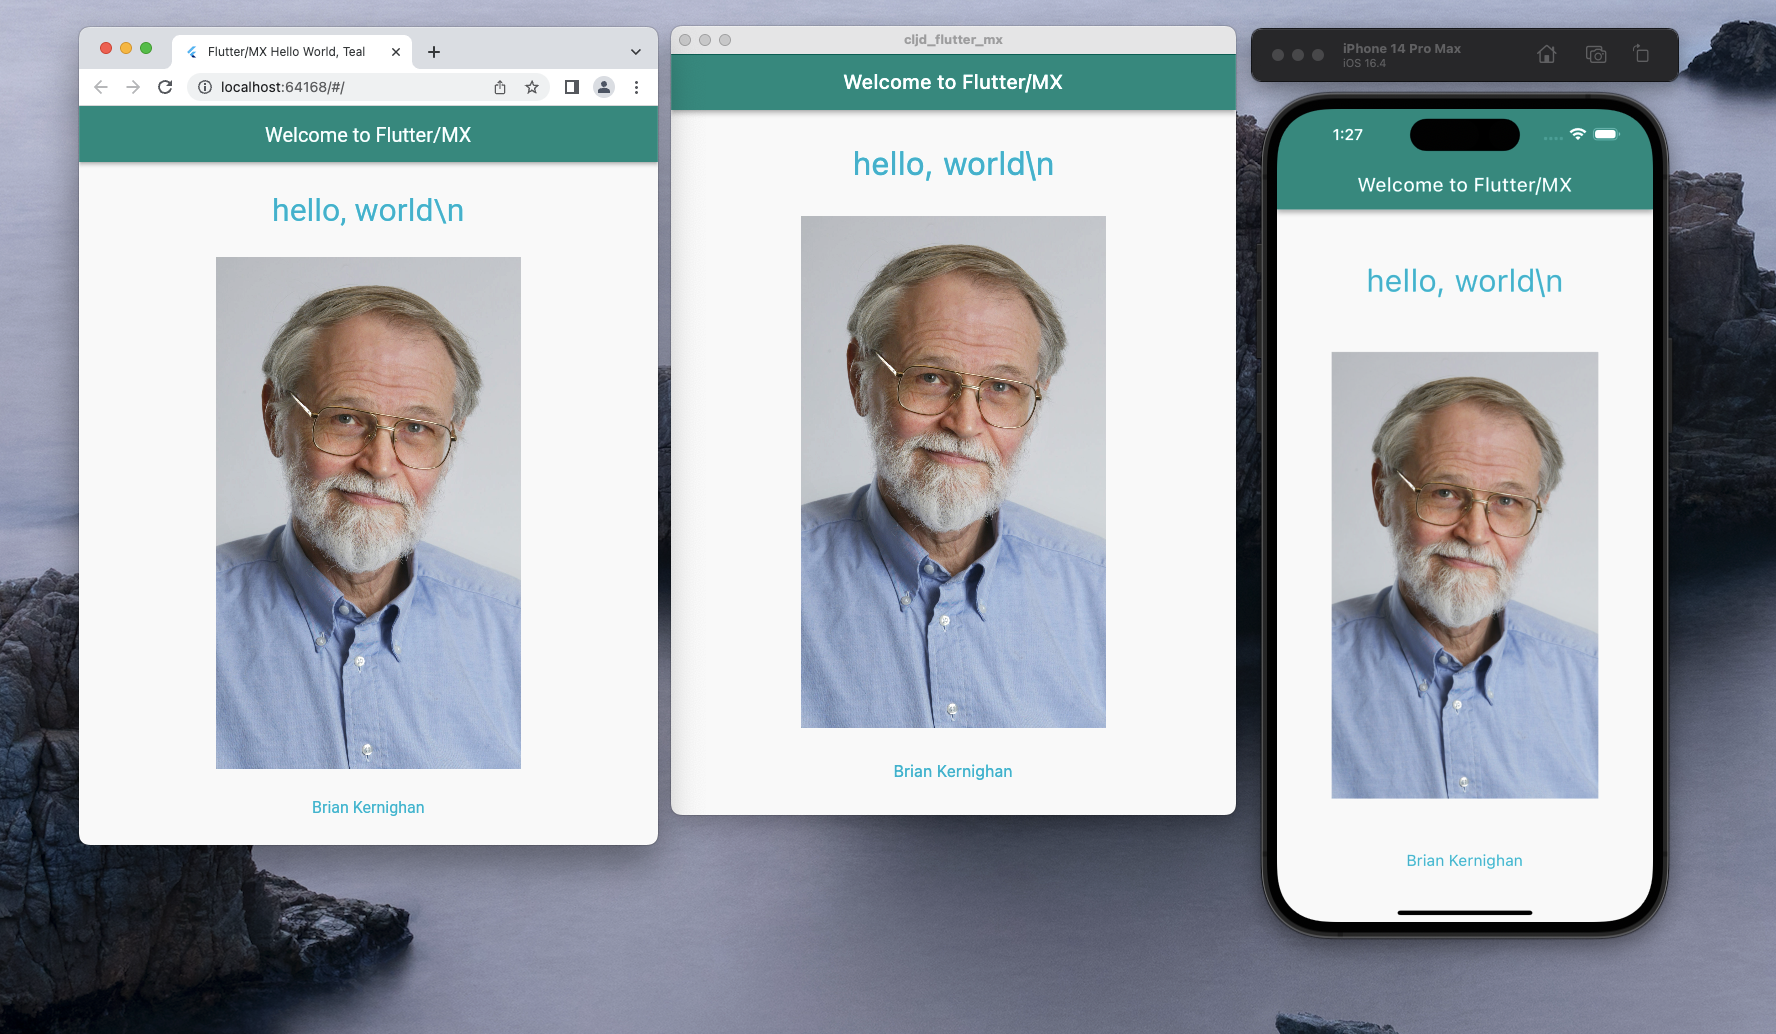 Flutter/MX Hello World, Teal
localhost:64168/#/
Welcome to Flutter/MX
hello, world\n
Brian Kernighan
cljd_flutter_mx
Welcome to Flutter/MX
hello, world\n
Brian Kernighan
iPhone 14 Pro Max
iOS 16.4
1:27
Welcome to Flutter/MX
hello, world\n
Brian Kernighan